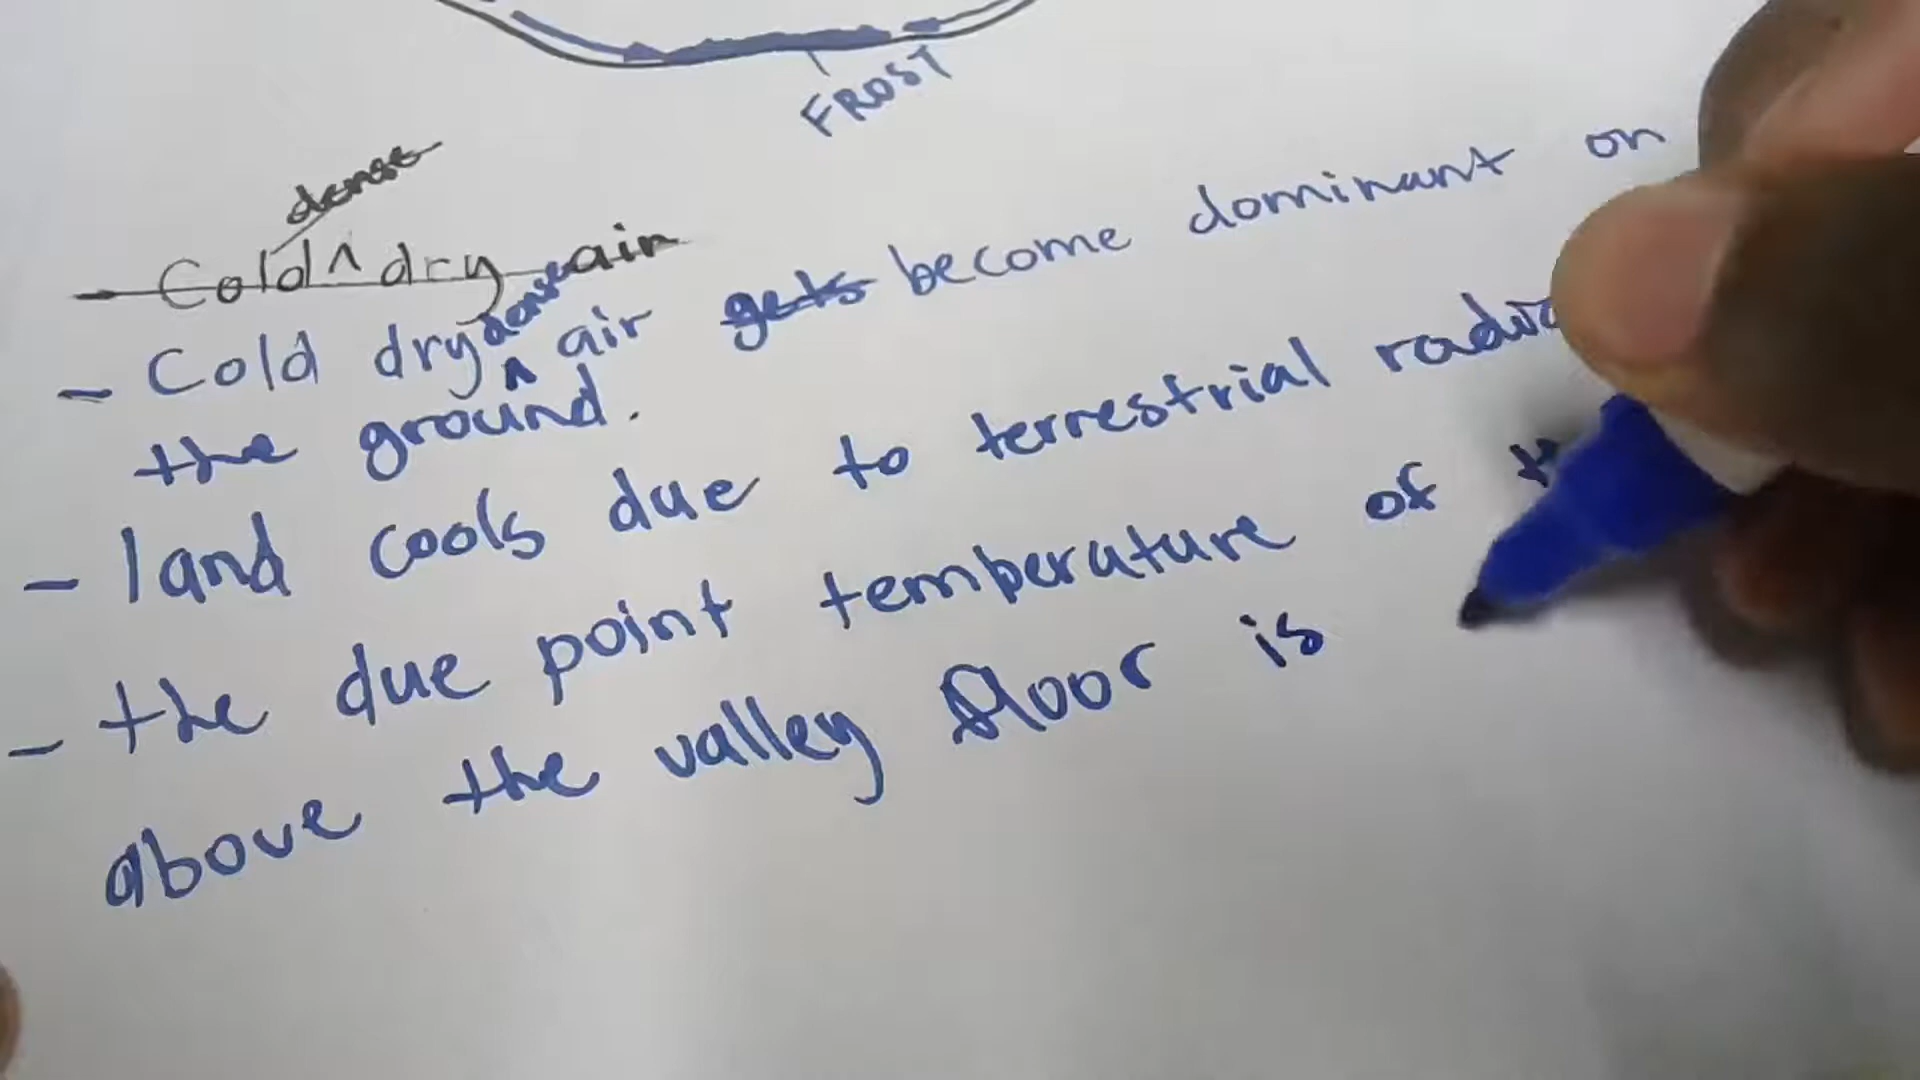 FROST
dense
- Cold ^ dry air
dense
- Cold dry ^ air gets become dominant on
the ground.
- land cools due to terrestrial
- the due point temperature of
above the valley floor is